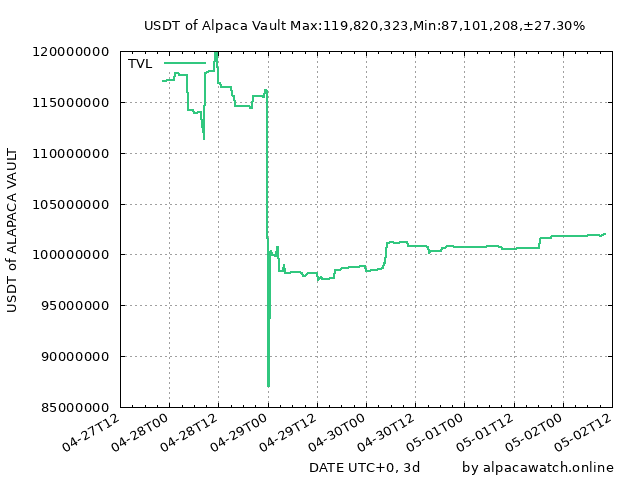 USDT of Alpaca Vault Max:119,820,323,Min:87,101,208,±27.30%
120000000
TVL
115000000
110000000
105000000
100000000
95000000
90000000
85000000
USDT of ALAPACA VAULT
04-27T12
04-28T00
04-28T12
04-29T00
04-29T12
04-30T00
04-30T12
05-01T00
05-01T12
05-02T00
05-02T12
DATE UTC+0, 3d
by alpacawatch.online